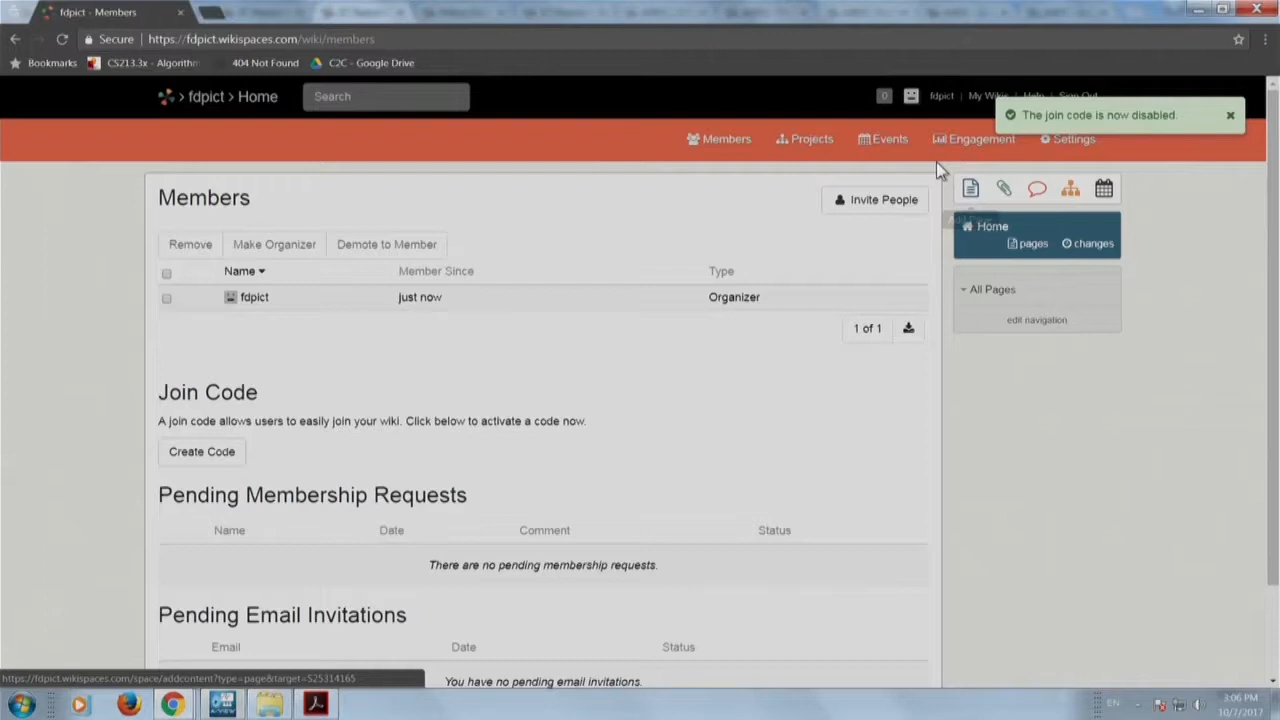 fdpict - Members
Secure https://fdpict.wikispaces.com/wiki/members
Bookmarks CS213.3x - Algorithm 404 Not Found C2C - Google Drive
fdpict > Home Search 0 fdpict | My Wikis | Help | Sign Out
The join code is now disabled.
Members Projects Events Engagement Settings
Members Invite People
Remove Make Organizer Demote to Member
Home
pages changes
Name Member Since Type
fdpict just now Organizer
All Pages
edit navigation
1 of 1
Join Code
A join code allows users to easily join your wiki. Click below to activate a code now.
Create Code
Pending Membership Requests
Name Date Comment Status
There are no pending membership requests.
Pending Email Invitations
Email Date Status
You have no pending email invitations.
https://fdpict.wikispaces.com/space/addcontent?type=page&target=525314165
EN 3:06 PM
10/7/2017